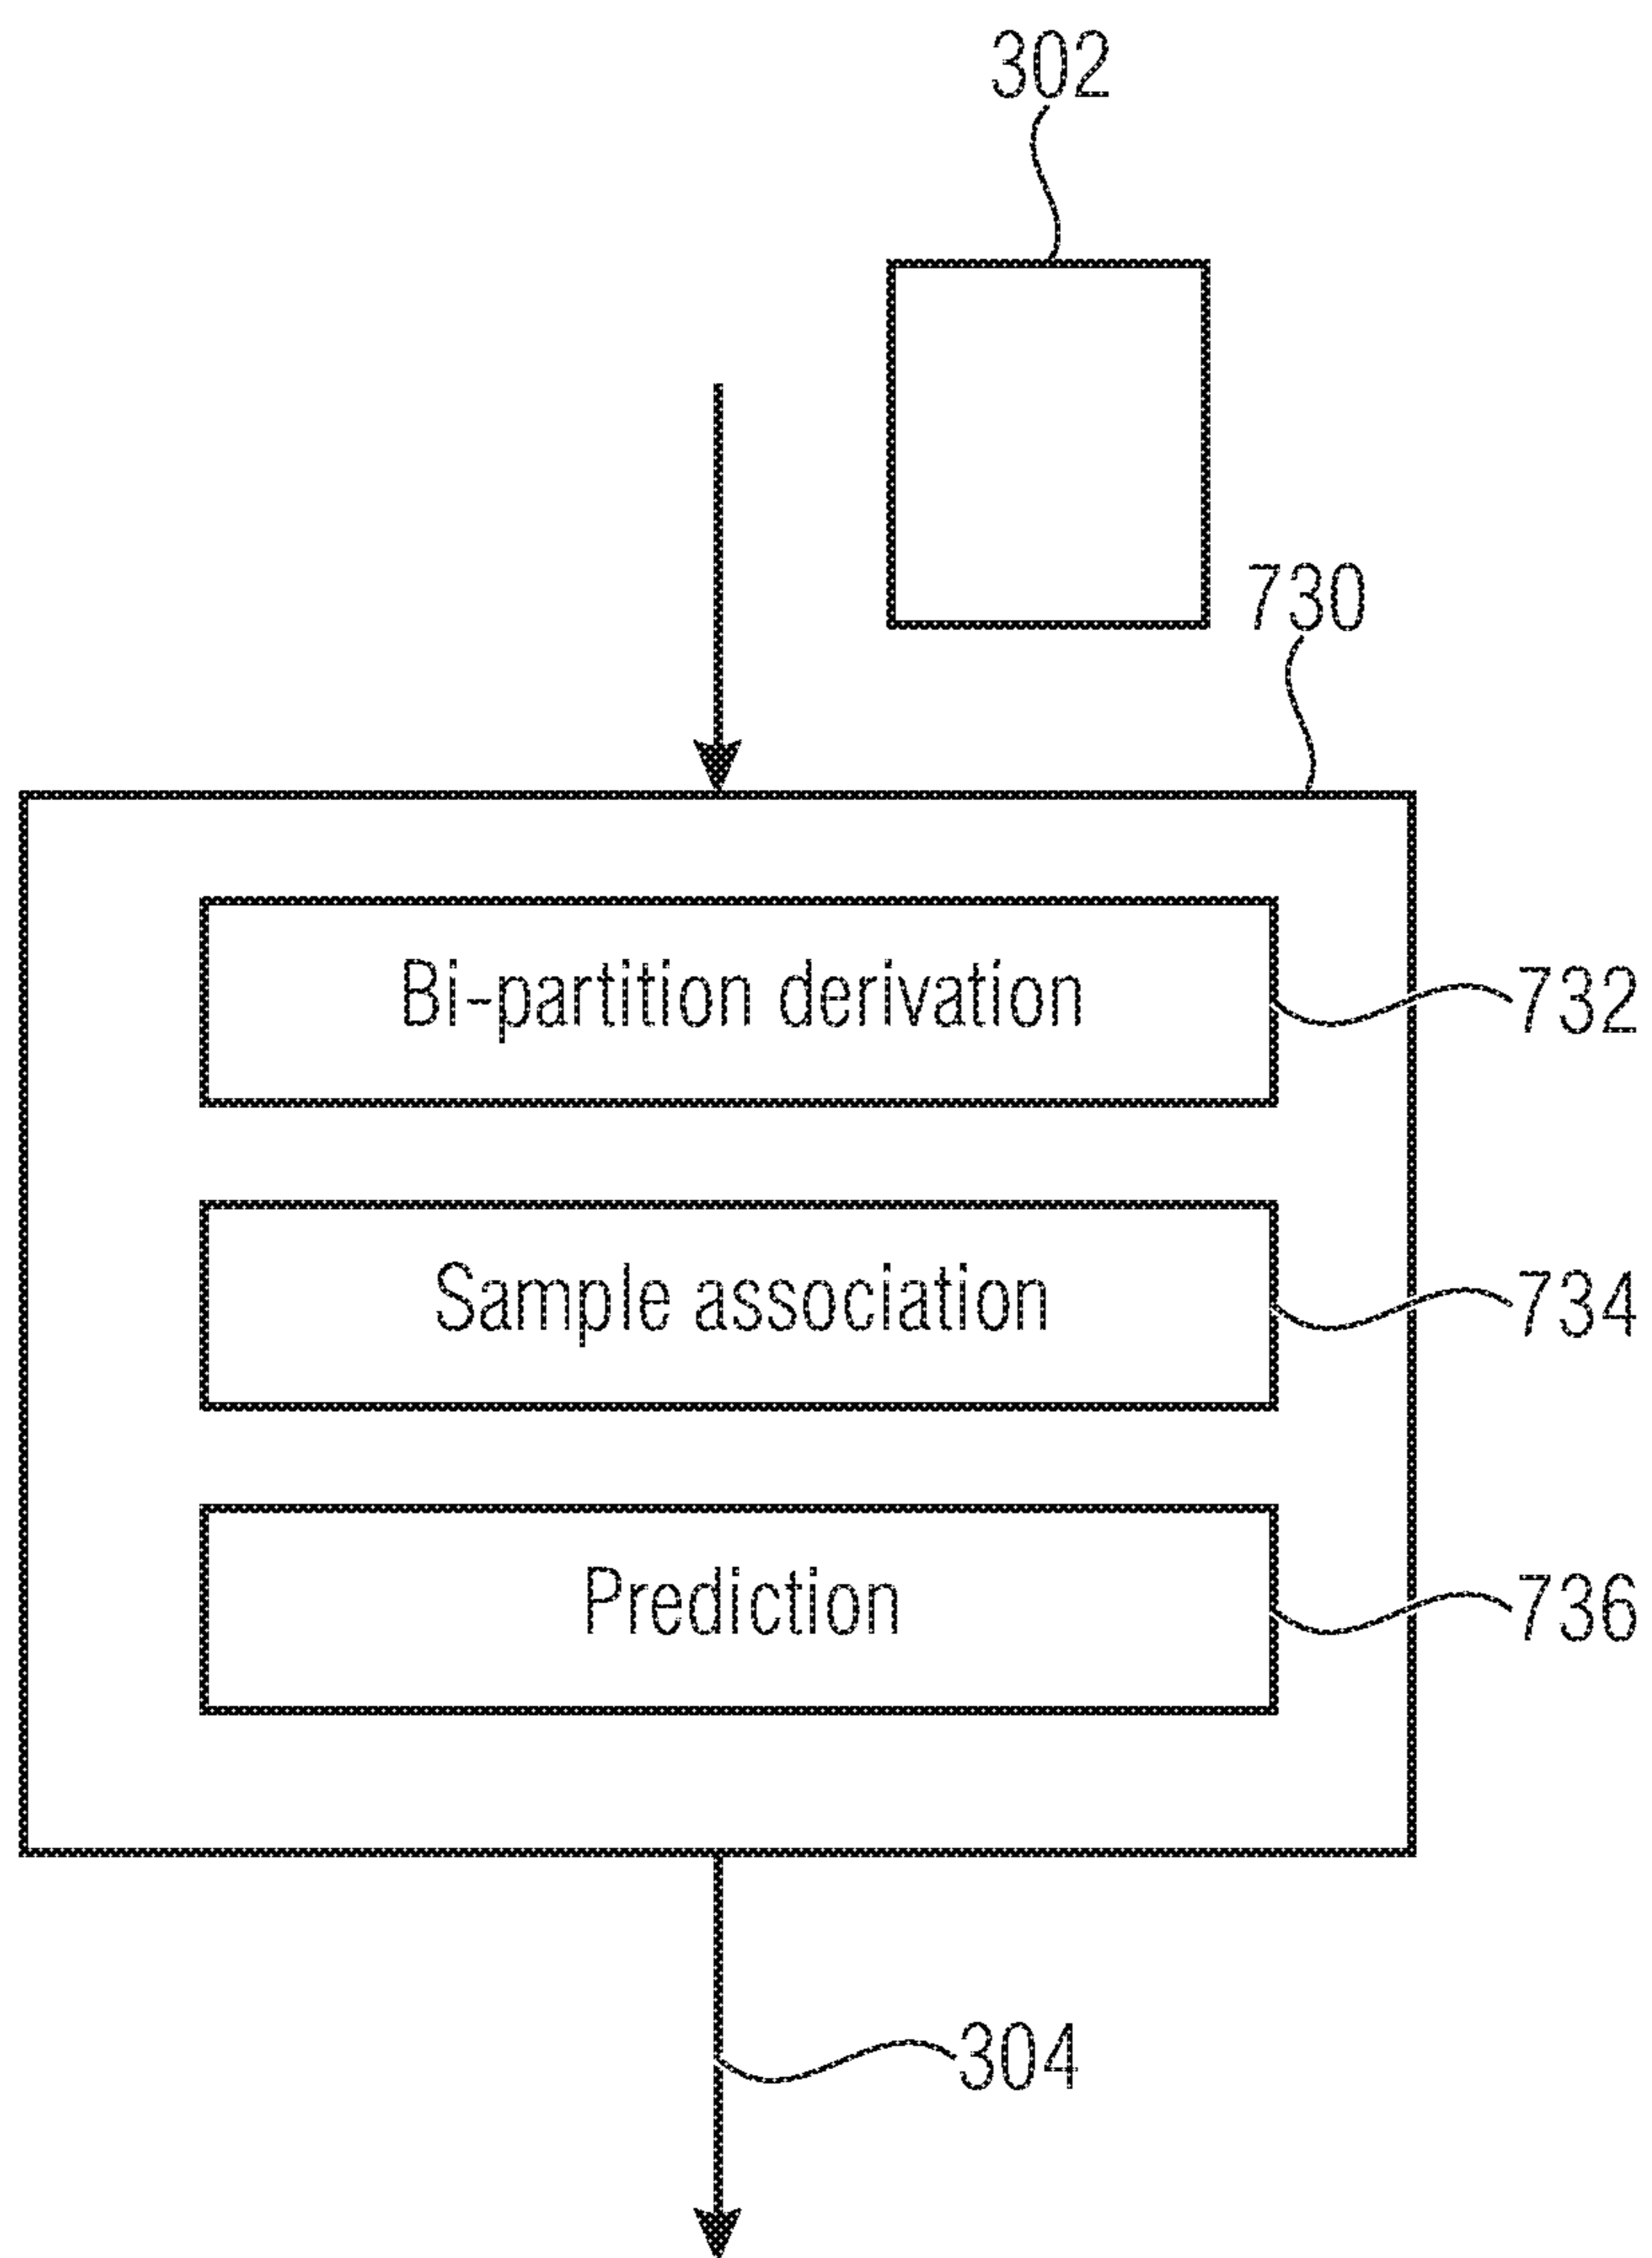 302
730
Bi-partition derivation
732
Sample association
734
Prediction
736
304